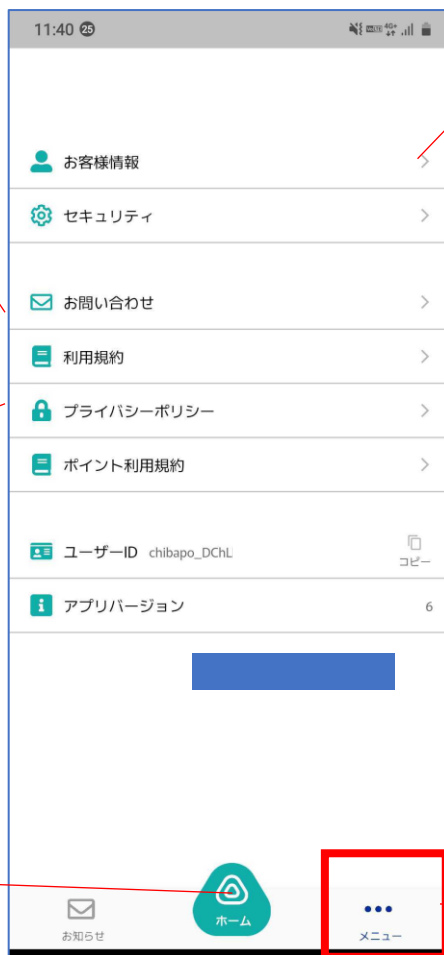 11:40 25
4G+
お客様情報
セキュリティ
お問い合わせ
利用規約
プライバシーポリシー
ポイント利用規約
ユーザーID chibapo_DChL
コピー
アプリバージョン 6
お知らせ
ホーム
メニュー